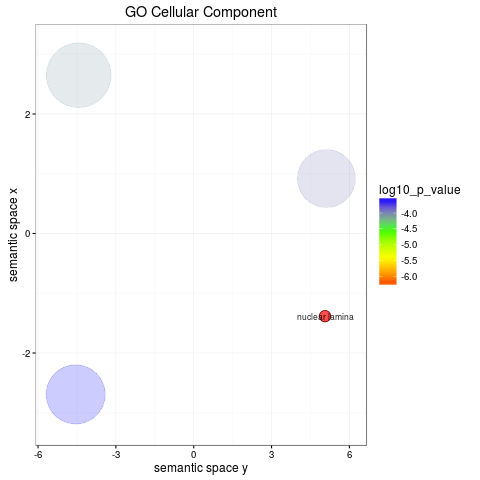 GO Cellular Component
semantic space x
2
0
-2
nuclear lamina
-6
-3
0
3
6
semantic space y
log10_p_value
-4.0
-4.5
-5.0
-5.5
-6.0